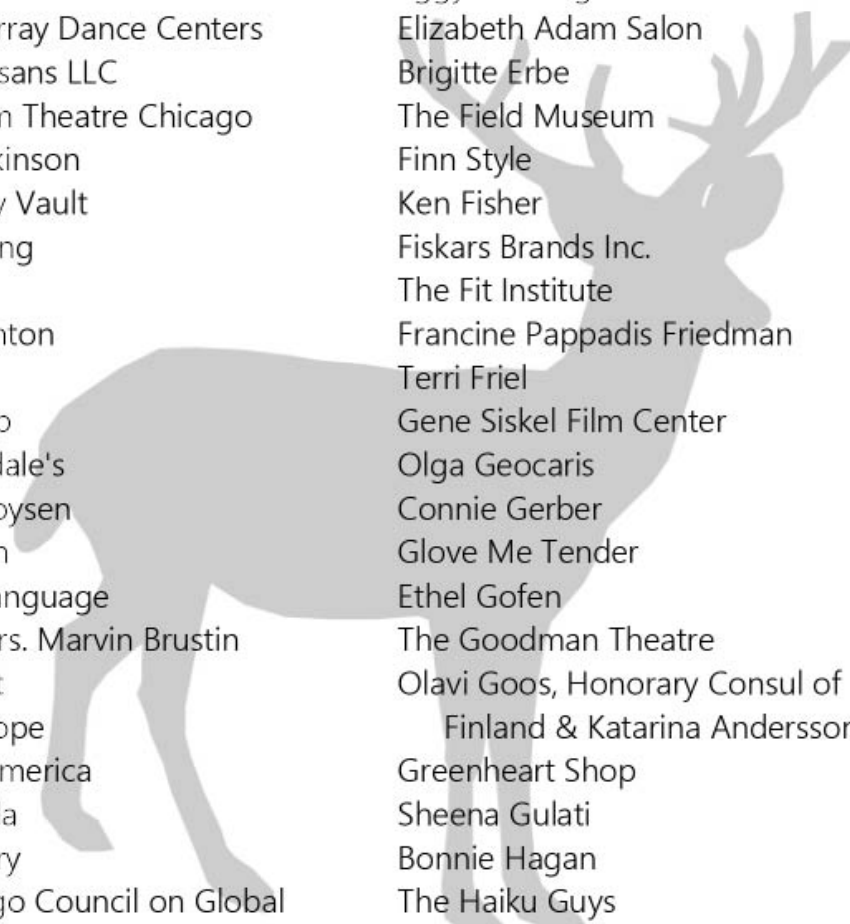 rray Dance Centers
sans LLC
m Theatre Chicago
kinson
y Vault
ng
nton
o
dale's
oysen
n
anguage
rs. Marvin Brustin
t
ope
merica
la
ry
go Council on Global
Elizabeth Adam Salon
Brigitte Erbe
The Field Museum
Finn Style
Ken Fisher
Fiskars Brands Inc.
The Fit Institute
Francine Pappadis Friedman
Terri Friel
Gene Siskel Film Center
Olga Geocaris
Connie Gerber
Glove Me Tender
Ethel Gofen
The Goodman Theatre
Olavi Goos, Honorary Consul of
Finland & Katarina Andersson
Greenheart Shop
Sheena Gulati
Bonnie Hagan
The Haiku Guys